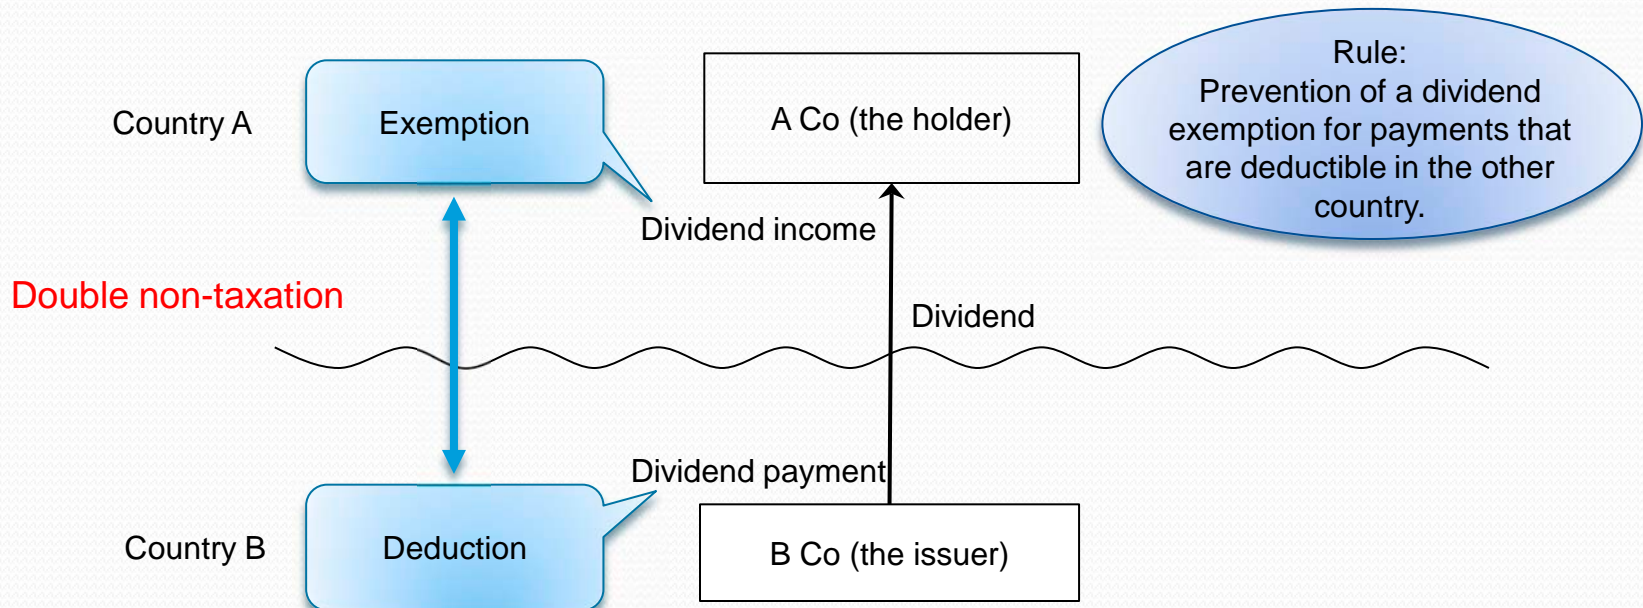 Country A
Exemption
A Co (the holder)
Rule:
Prevention of a dividend
exemption for payments that
are deductible in the other
country.
Dividend income
Double non-taxation
Dividend
Dividend payment
Country B
Deduction
B Co (the issuer)